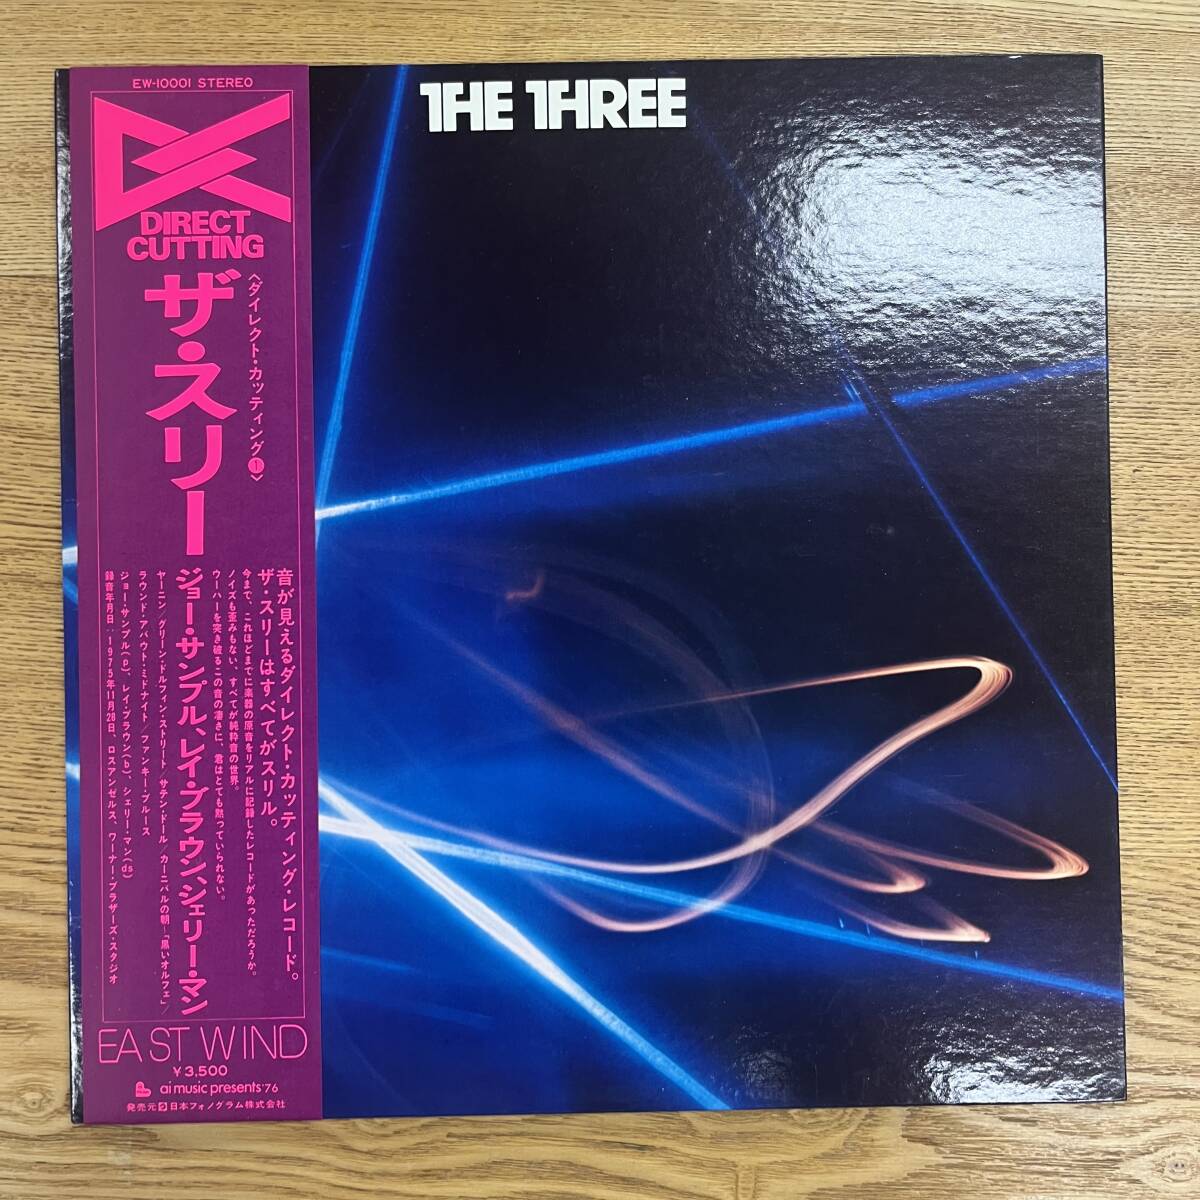 EW-10001 STEREO
THE THREE
DIRECT
CUTTING
〈ダイレクト・カッティング❶〉
ザ・スリー
音が見えるダイレクト・カッティング・レコード。
ザ・スリーはすべてがスリル。
今まで、これほどまでに楽器の原音をリアルに記録したレコードがあっただろうか。
ノイズも歪みもない、すべてが純粋音の世界。
ウーハーを突き破るこの音の凄さに、君はとても黙っていられない。
ジョー・サンプル、レイ・ブラウン、シェリー・マン
ヤーニン/グリーン・ドルフィン・ストリート/サテン・ドール/カーニバルの朝–「黒いオルフェ」/
ラウンド・アバウト・ミッドナイト/ファンキー・ブルース
ジョー・サンプル(p)、レイ・ブラウン(b)、シェリー・マン(ds)
録音年月日:1975年11月28日、ロスアンゼルス、ワーナー・ブラザーズ・スタジオ
EAST WIND
¥3,500
ai music presents '76
発売元 日本フォノグラム株式会社